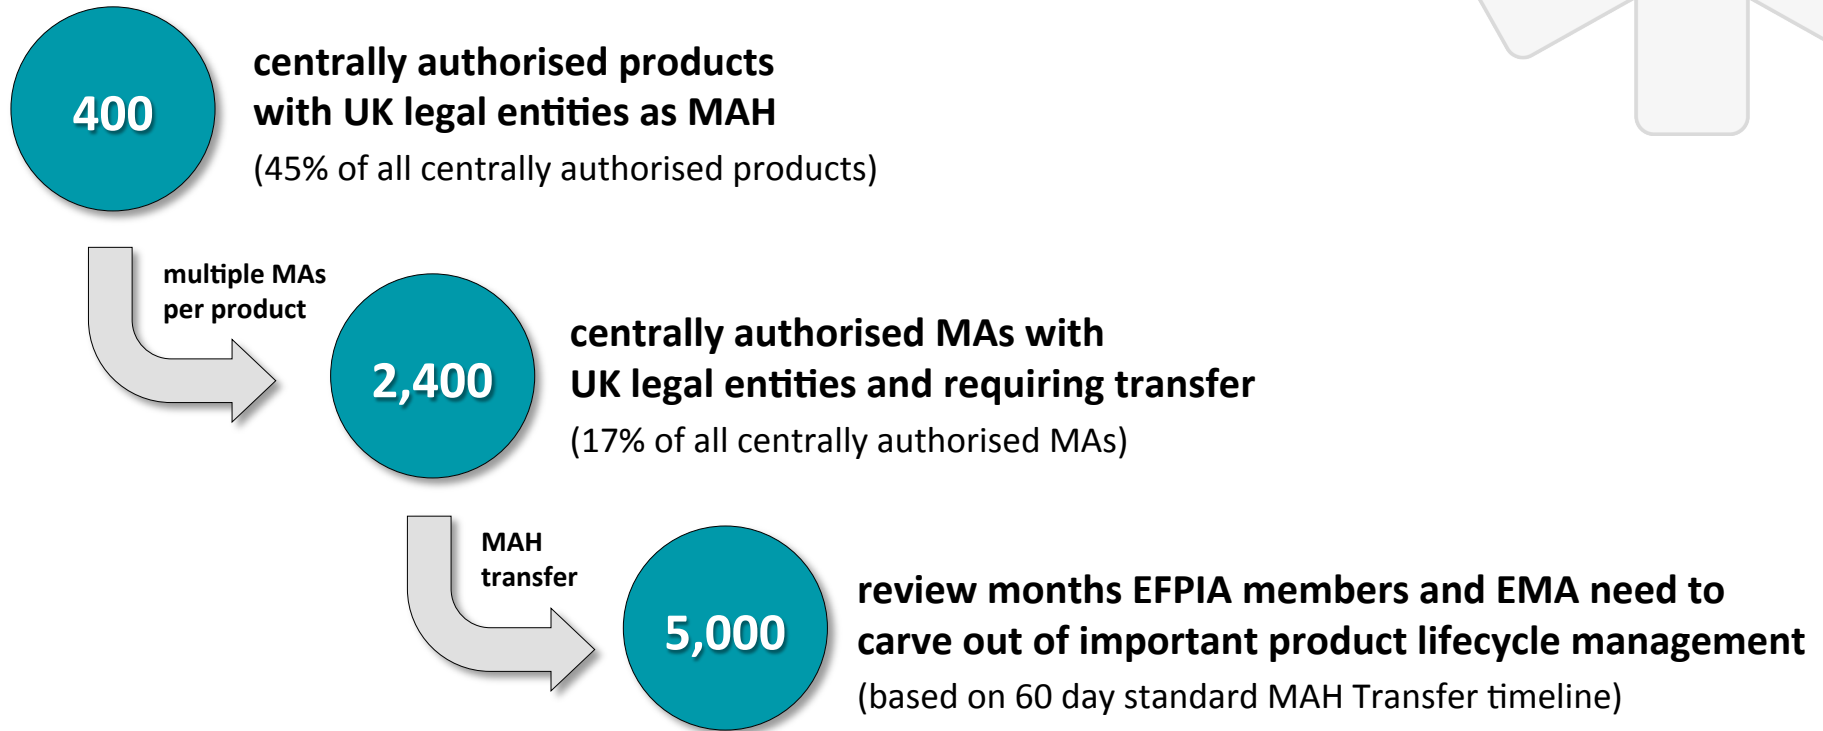 400
centrally authorised products
with UK legal entities as MAH
(45% of all centrally authorised products)
multiple MAs
per product
2,400
centrally authorised MAs with
UK legal entities and requiring transfer
(17% of all centrally authorised MAs)
MAH
transfer
5,000
review months EFPIA members and EMA need to
carve out of important product lifecycle management
(based on 60 day standard MAH Transfer timeline)